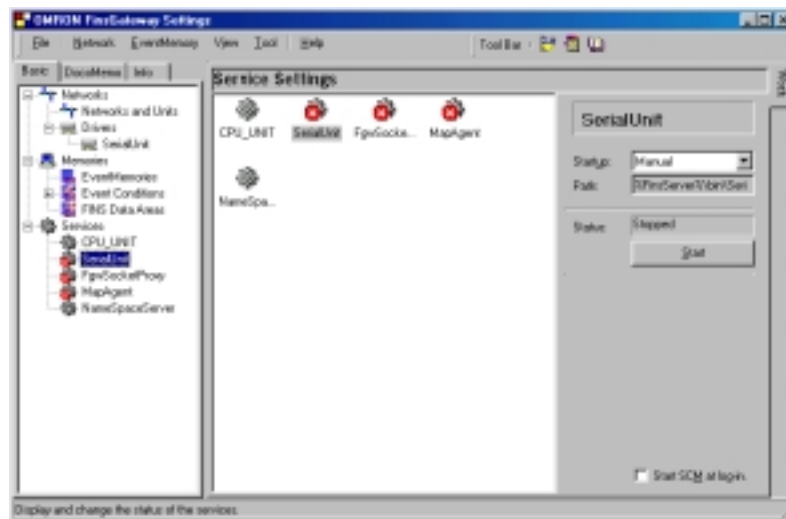 OMRON FinsGateway Settings
File Network EventMemory View Tool Help Tool Bar :
Basic DocuMemo Info
Service Settings
Networks
Networks and Units
Drivers
SerialUnit
Memories
EventMemories
Event Conditions
FINS Data Areas
Services
CPU_UNIT
SerialUnit
FgwSocketProxy
MapAgent
NameSpaceServer
CPU_UNIT SerialUnit FgwSocke... MapAgent
NameSpa...
SerialUnit
Startup: Manual
Path:
Status: Stopped
Start
Start SCM at log-in.
Display and change the status of the services.